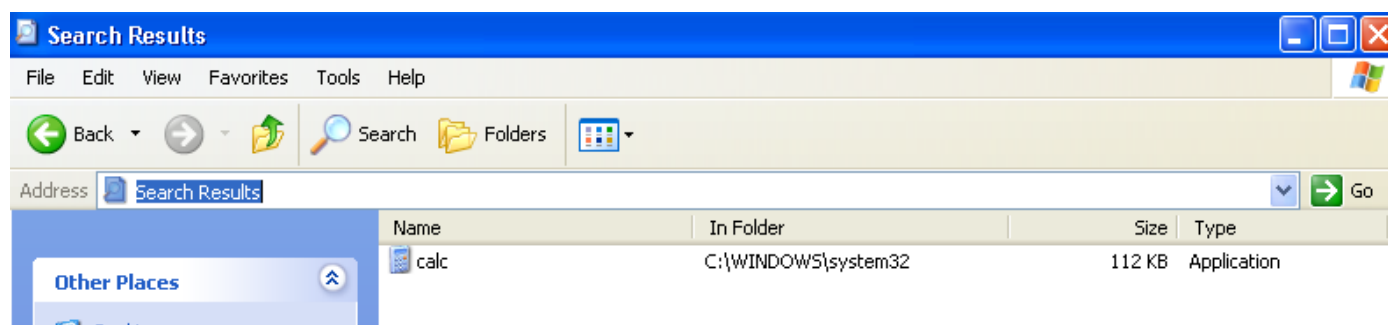 Search Results
File Edit View Favorites Tools Help
Back Search Folders
Address Search Results Go
Name In Folder Size Type
calc C:\WINDOWS\system32 112 KB Application
Other Places